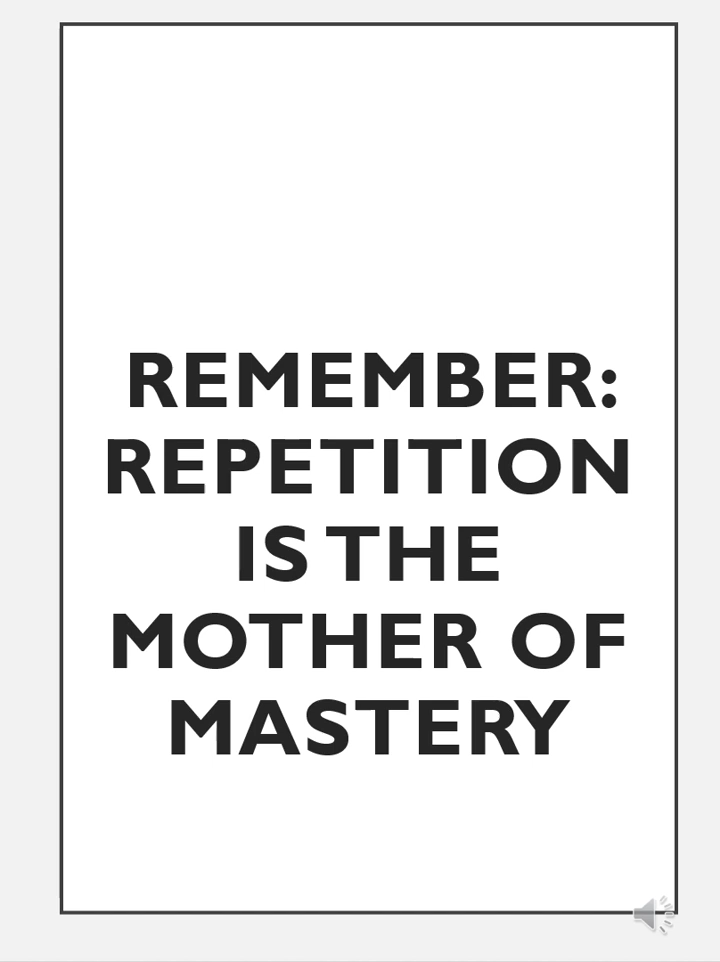 REMEMBER:
REPETITION
IS THE
MOTHER OF
MASTERY